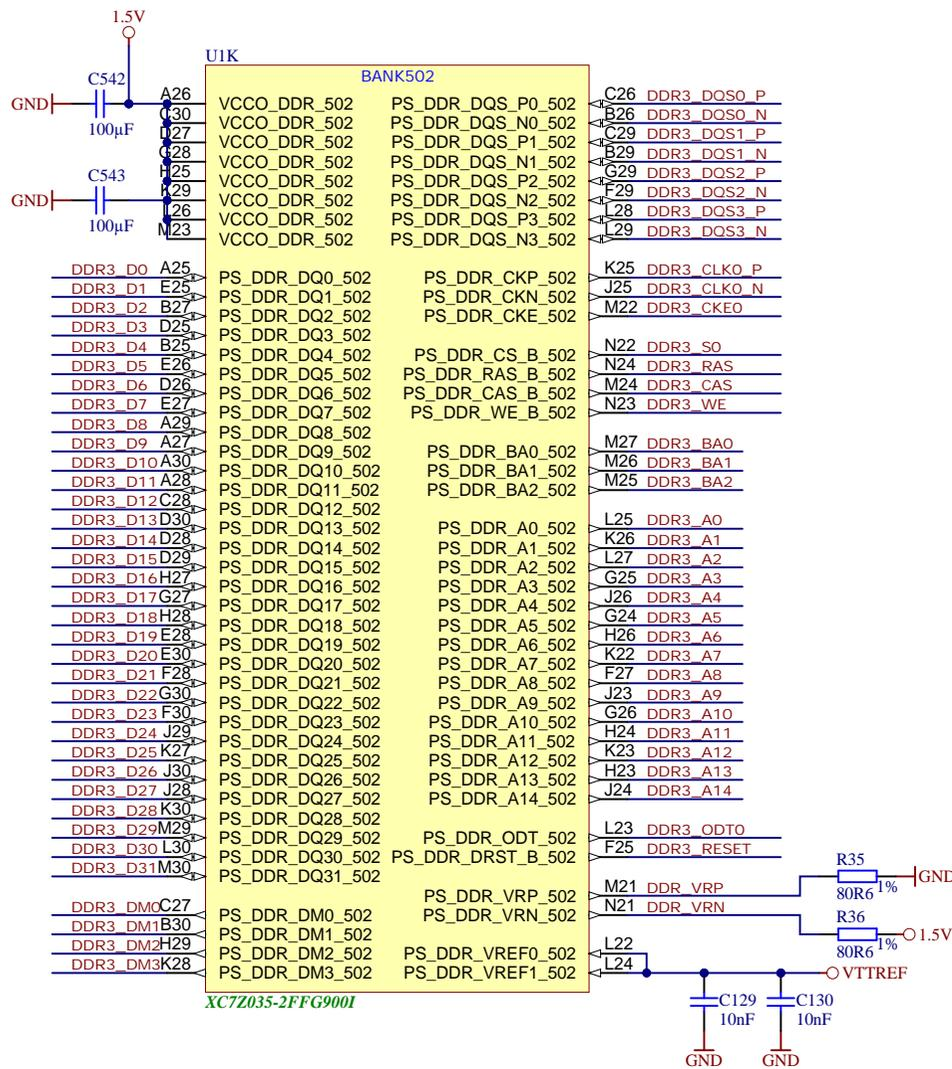 1.5V
U1K
BANK502
C542
GND
100µF
C543
GND
100µF
A26 VCCO_DDR_502 PS_DDR_DQS_P0_502 C26 DDR3_DQS0_P
C30 VCCO_DDR_502 PS_DDR_DQS_N0_502 B26 DDR3_DQS0_N
D27 VCCO_DDR_502 PS_DDR_DQS_P1_502 C29 DDR3_DQS1_P
G28 VCCO_DDR_502 PS_DDR_DQS_N1_502 B29 DDR3_DQS1_N
H25 VCCO_DDR_502 PS_DDR_DQS_P2_502 G29 DDR3_DQS2_P
K29 VCCO_DDR_502 PS_DDR_DQS_N2_502 F29 DDR3_DQS2_N
L26 VCCO_DDR_502 PS_DDR_DQS_P3_502 L28 DDR3_DQS3_P
M23 VCCO_DDR_502 PS_DDR_DQS_N3_502 L29 DDR3_DQS3_N
DDR3_D0 A25 PS_DDR_DQ0_502 PS_DDR_CKP_502 K25 DDR3_CLK0_P
DDR3_D1 E25 PS_DDR_DQ1_502 PS_DDR_CKN_502 J25 DDR3_CLK0_N
DDR3_D2 B27 PS_DDR_DQ2_502 PS_DDR_CKE_502 M22 DDR3_CKE0
DDR3_D3 D25 PS_DDR_DQ3_502
DDR3_D4 B25 PS_DDR_DQ4_502 PS_DDR_CS_B_502 N22 DDR3_S0
DDR3_D5 E26 PS_DDR_DQ5_502 PS_DDR_RAS_B_502 N24 DDR3_RAS
DDR3_D6 D26 PS_DDR_DQ6_502 PS_DDR_CAS_B_502 M24 DDR3_CAS
DDR3_D7 E27 PS_DDR_DQ7_502 PS_DDR_WE_B_502 N23 DDR3_WE
DDR3_D8 A29 PS_DDR_DQ8_502
DDR3_D9 A27 PS_DDR_DQ9_502 PS_DDR_BA0_502 M27 DDR3_BA0
DDR3_D10 A30 PS_DDR_DQ10_502 PS_DDR_BA1_502 M26 DDR3_BA1
DDR3_D11 A28 PS_DDR_DQ11_502 PS_DDR_BA2_502 M25 DDR3_BA2
DDR3_D12 C28 PS_DDR_DQ12_502
DDR3_D13 D30 PS_DDR_DQ13_502 PS_DDR_A0_502 L25 DDR3_A0
DDR3_D14 D28 PS_DDR_DQ14_502 PS_DDR_A1_502 K26 DDR3_A1
DDR3_D15 D29 PS_DDR_DQ15_502 PS_DDR_A2_502 L27 DDR3_A2
DDR3_D16 H27 PS_DDR_DQ16_502 PS_DDR_A3_502 G25 DDR3_A3
DDR3_D17 G27 PS_DDR_DQ17_502 PS_DDR_A4_502 J26 DDR3_A4
DDR3_D18 H28 PS_DDR_DQ18_502 PS_DDR_A5_502 G24 DDR3_A5
DDR3_D19 E28 PS_DDR_DQ19_502 PS_DDR_A6_502 H26 DDR3_A6
DDR3_D20 E30 PS_DDR_DQ20_502 PS_DDR_A7_502 K22 DDR3_A7
DDR3_D21 F28 PS_DDR_DQ21_502 PS_DDR_A8_502 F27 DDR3_A8
DDR3_D22 G30 PS_DDR_DQ22_502 PS_DDR_A9_502 J23 DDR3_A9
DDR3_D23 F30 PS_DDR_DQ23_502 PS_DDR_A10_502 G26 DDR3_A10
DDR3_D24 J29 PS_DDR_DQ24_502 PS_DDR_A11_502 H24 DDR3_A11
DDR3_D25 K27 PS_DDR_DQ25_502 PS_DDR_A12_502 K23 DDR3_A12
DDR3_D26 J30 PS_DDR_DQ26_502 PS_DDR_A13_502 H23 DDR3_A13
DDR3_D27 J28 PS_DDR_DQ27_502 PS_DDR_A14_502 J24 DDR3_A14
DDR3_D28 K30 PS_DDR_DQ28_502
DDR3_D29 M29 PS_DDR_DQ29_502 PS_DDR_ODT_502 L23 DDR3_ODT0
DDR3_D30 L30 PS_DDR_DQ30_502 PS_DDR_DRST_B_502 F25 DDR3_RESET
DDR3_D31 M30 PS_DDR_DQ31_502
PS_DDR_VRP_502 M21 DDR_VRP R35 80R6 1% GND
DDR3_DM0 C27 PS_DDR_DM0_502 PS_DDR_VRN_502 N21 DDR_VRN R36 80R6 1% 1.5V
DDR3_DM1 B30 PS_DDR_DM1_502
DDR3_DM2 H29 PS_DDR_DM2_502 PS_DDR_VREF0_502 L22
DDR3_DM3 K28 PS_DDR_DM3_502 PS_DDR_VREF1_502 L24 VTTREF
XC7Z035-2FFG900I
C129 C130
10nF 10nF
GND GND